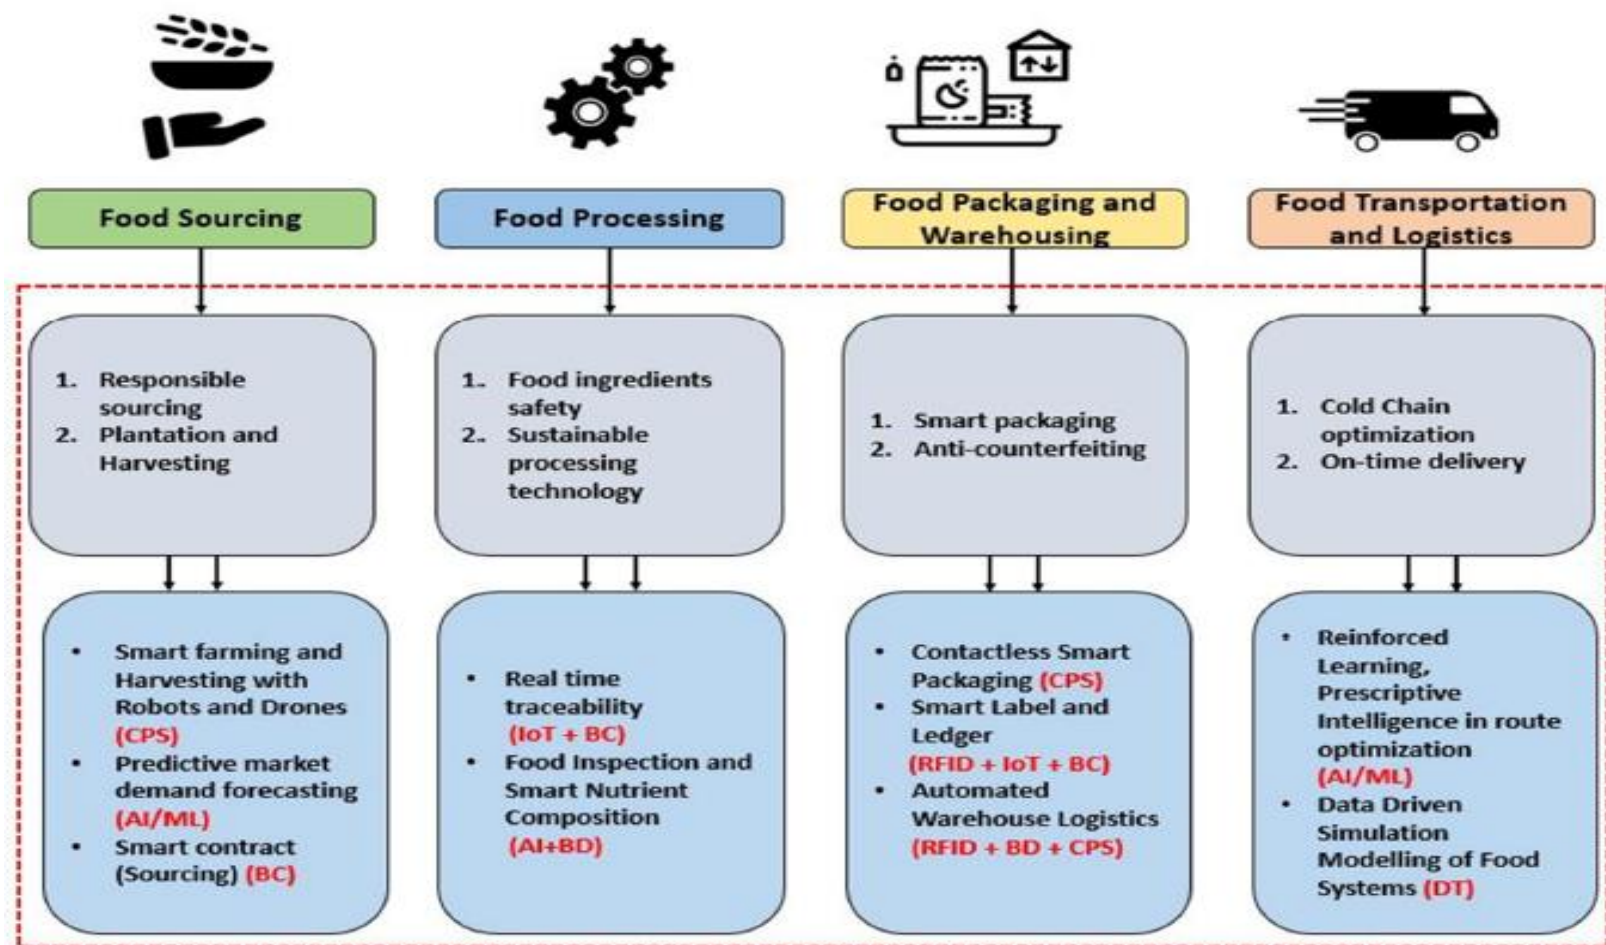 Food Sourcing
Food Processing
Food Packaging and
Warehousing
Food Transportation
and Logistics
1. Responsible
sourcing
2. Plantation and
Harvesting
1. Food ingredients
safety
2. Sustainable
processing
technology
1. Smart packaging
2. Anti-counterfeiting
1. Cold Chain
optimization
2. On-time delivery
• Smart farming and
Harvesting with
Robots and Drones
(CPS)
• Predictive market
demand forecasting
(AI/ML)
• Smart contract
(Sourcing) (BC)
• Real time
traceability
(IoT + BC)
• Food Inspection and
Smart Nutrient
Composition
(AI+BD)
• Contactless Smart
Packaging (CPS)
• Smart Label and
Ledger
(RFID + IoT + BC)
• Automated
Warehouse Logistics
(RFID + BD + CPS)
• Reinforced
Learning,
Prescriptive
Intelligence in route
optimization
(AI/ML)
• Data Driven
Simulation
Modelling of Food
Systems (DT)